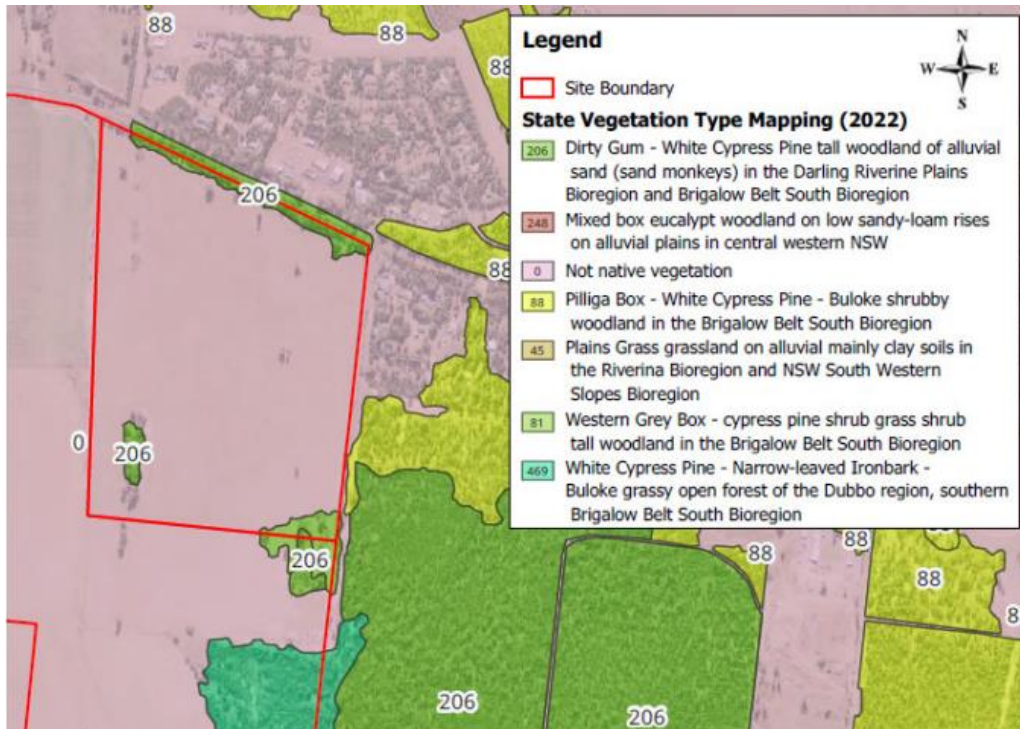 88
88
88
206
88
0
206
206
88
88
88
8
206
206
Legend
N
W E
S
Site Boundary
State Vegetation Type Mapping (2022)
206 Dirty Gum - White Cypress Pine tall woodland of alluvial
sand (sand monkeys) in the Darling Riverine Plains
Bioregion and Brigalow Belt South Bioregion
248 Mixed box eucalypt woodland on low sandy-loam rises
on alluvial plains in central western NSW
0 Not native vegetation
88 Pilliga Box - White Cypress Pine - Buloke shrubby
woodland in the Brigalow Belt South Bioregion
45 Plains Grass grassland on alluvial mainly clay soils in
the Riverina Bioregion and NSW South Western
Slopes Bioregion
81 Western Grey Box - cypress pine shrub grass shrub
tall woodland in the Brigalow Belt South Bioregion
469 White Cypress Pine - Narrow-leaved Ironbark -
Buloke grassy open forest of the Dubbo region, southern
Brigalow Belt South Bioregion